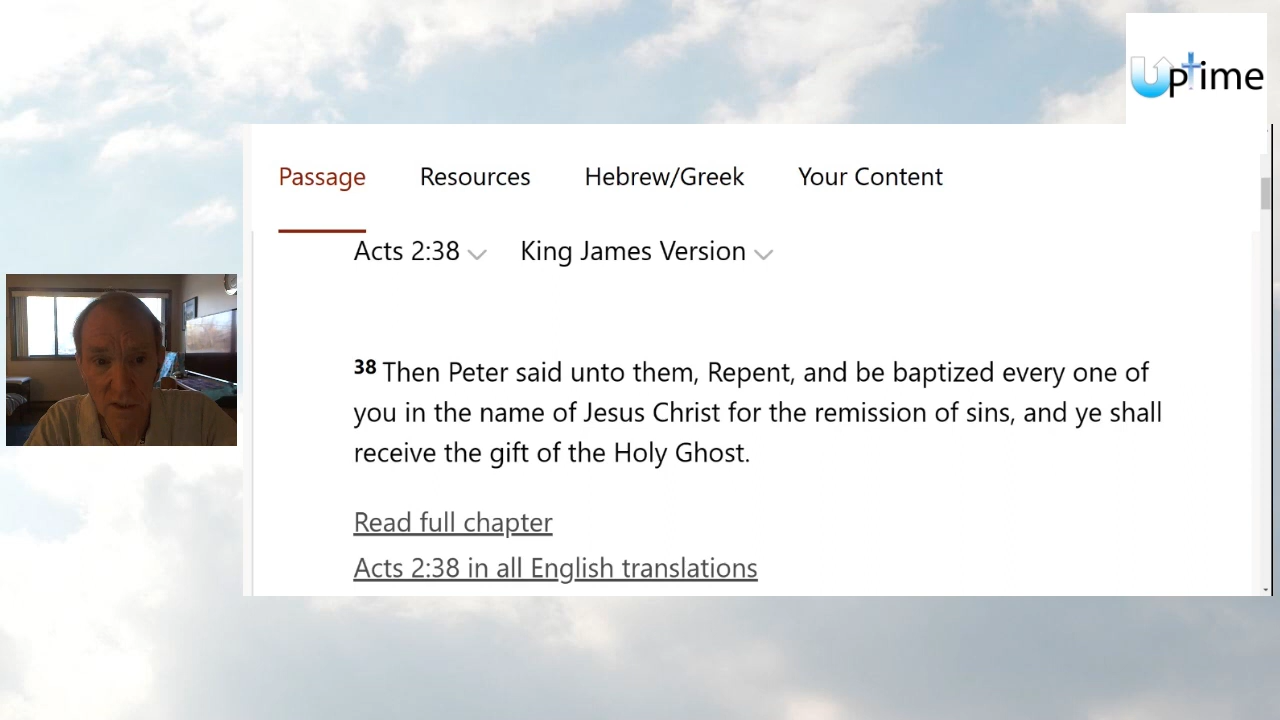 Uptime
Passage Resources Hebrew/Greek Your Content
Acts 2:38 King James Version
38 Then Peter said unto them, Repent, and be baptized every one of
you in the name of Jesus Christ for the remission of sins, and ye shall
receive the gift of the Holy Ghost.
Read full chapter
Acts 2:38 in all English translations